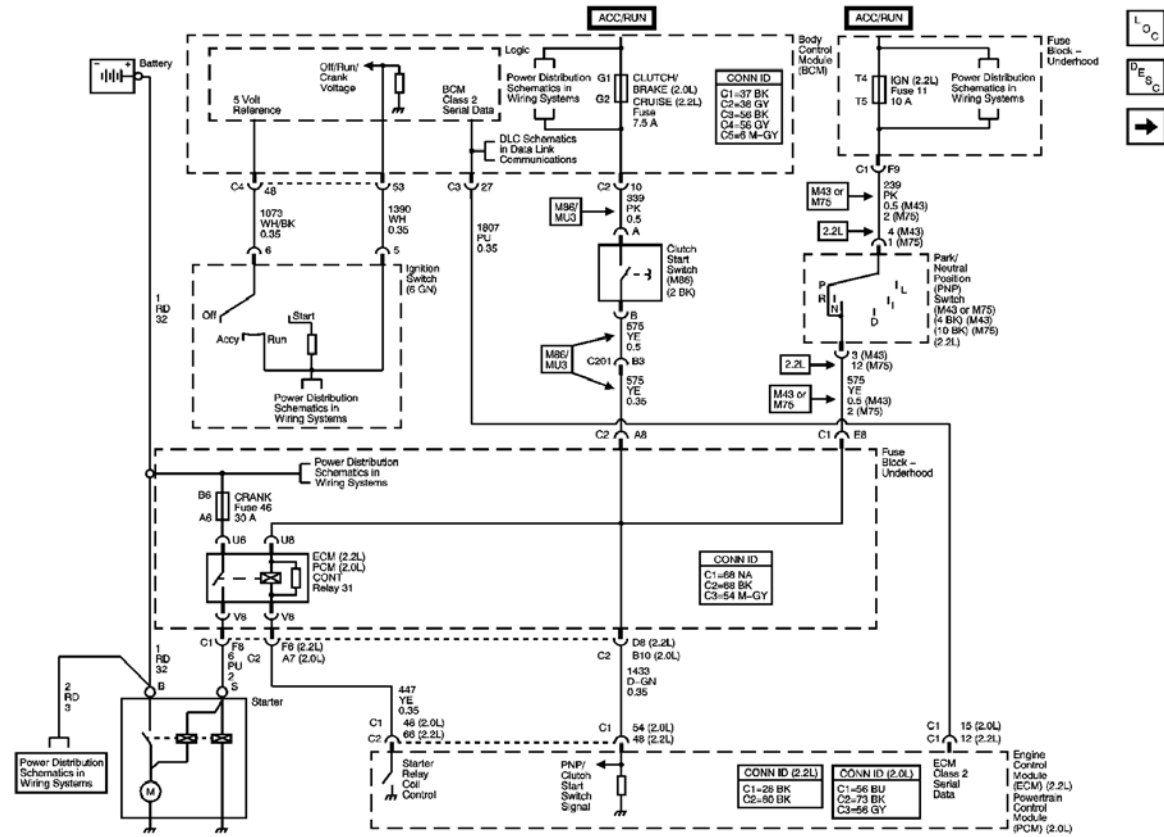 ACC/RUN
ACC/RUN
L O C
D E S C
Battery
Logic
Off/Run/
Crank
Voltage
5 Volt
Reference
BCM
Class 2
Serial Data
Power Distribution
Schematics in
Wiring Systems
DLC Schematics
in Data Link
Communications
G1
G2
CLUTCH/
BRAKE (2.0L)
CRUISE (2.2L)
Fuse
7.5 A
CONN ID
C1=37 BK
C2=38 GY
C3=56 BK
C4=56 GY
C5=6 M-GY
Body
Control
Module
(BCM)
T4
T5
IGN (2.2L)
Fuse 11
10 A
Power Distribution
Schematics in
Wiring Systems
Fuse
Block –
Underhood
C4 48
53
C3 27
C2 10
C1 F9
1073
WH/BK
0.35
1390
WH
0.35
1807
PU
0.35
M86/
MU3
339
PK
0.5
M43 or
M75
239
PK
0.5 (M43)
2 (M75)
2.2L
4 (M43)
1 (M75)
6
5
A
Ignition
Switch
(6 GN)
Off
Accy
Run
Start
Power Distribution
Schematics in
Wiring Systems
1
RD
32
Clutch
Start
Switch
(M86)
(2 BK)
B
575
YE
0.5
M86/
MU3
C201 B3
575
YE
0.35
P
R
N
D
I
I
L
Park/
Neutral
Position
(PNP)
Switch
(M43 or M75)
(4 BK) (M43)
(10 BK) (M75)
(2.2L)
2.2L
3 (M43)
12 (M75)
M43 or
M75
575
YE
0.5 (M43)
2 (M75)
C2 A8
C1 E8
Power Distribution
Schematics in
Wiring Systems
Fuse
Block –
Underhood
B6
A6
CRANK
Fuse 46
30 A
U6
U8
ECM (2.2L)
PCM (2.0L)
CONT
Relay 31
V6
V8
CONN ID
C1=68 NA
C2=68 BK
C3=54 M-GY
C1 F8
C2
F6 (2.2L)
A7 (2.0L)
C2
D8 (2.2L)
B10 (2.0L)
1
RD
32
6
PU
2
2
RD
3
B
S
Starter
M
Power Distribution
Schematics in
Wiring Systems
447
YE
0.35
1433
D-GN
0.35
C1 46 (2.0L)
C2 66 (2.2L)
C1
54 (2.0L)
48 (2.2L)
C1 15 (2.0L)
C1 12 (2.2L)
Starter
Relay
Coil
Control
PNP/
Clutch
Start
Switch
Signal
CONN ID (2.2L)
C1=28 BK
C2=80 BK
CONN ID (2.0L)
C1=56 BU
C2=73 BK
C3=56 GY
ECM
Class 2
Serial
Data
Engine
Control
Module
(ECM) (2.2L)
Powertrain
Control
Module
(PCM) (2.0L)